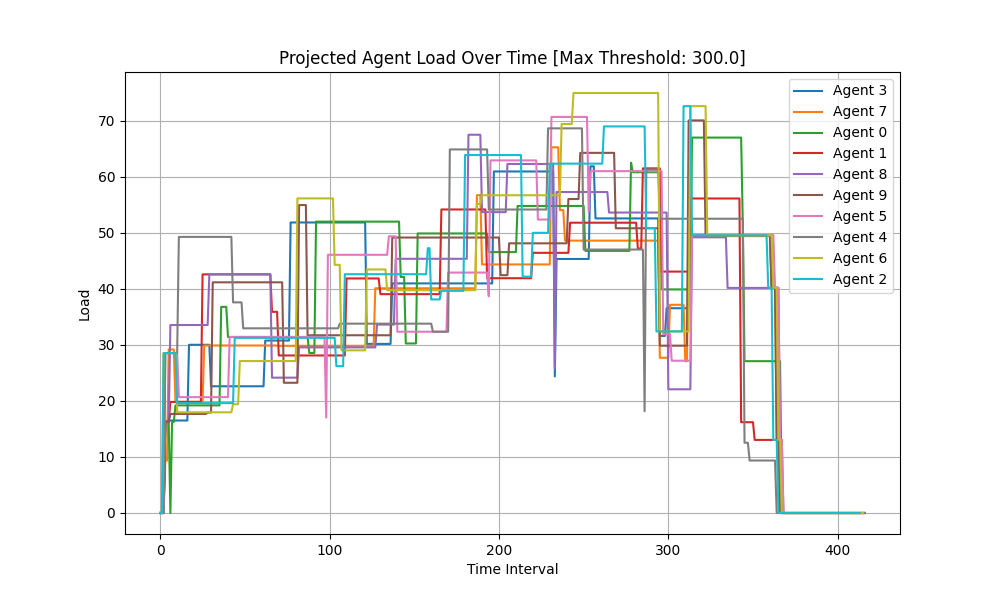 Projected Agent Load Over Time [Max Threshold: 300.0]
Load
70
60
50
40
30
20
10
0
0 100 200 300 400
Time Interval
Agent 3
Agent 7
Agent 0
Agent 1
Agent 8
Agent 9
Agent 5
Agent 4
Agent 6
Agent 2